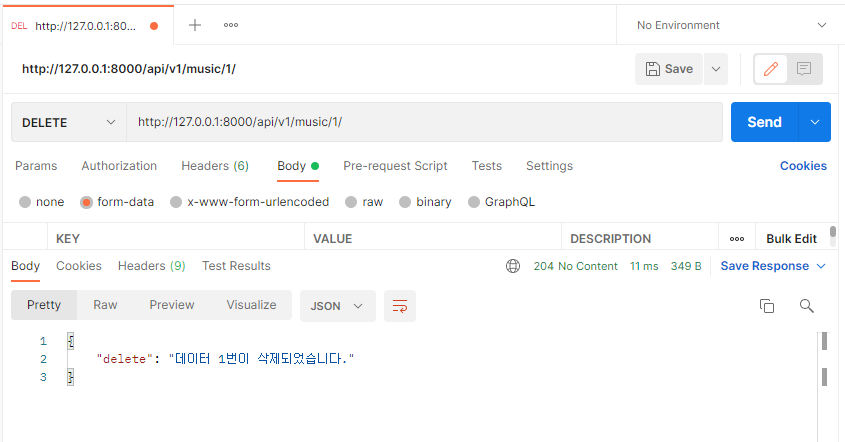 DEL http://127.0.0.1:80...
No Environment
http://127.0.0.1:8000/api/v1/music/1/
Save
DELETE http://127.0.0.1:8000/api/v1/music/1/ Send
Params Authorization Headers (6) Body Pre-request Script Tests Settings Cookies
none form-data x-www-form-urlencoded raw binary GraphQL
KEY VALUE DESCRIPTION Bulk Edit
Body Cookies Headers (9) Test Results 204 No Content 11 ms 349 B Save Response
Pretty Raw Preview Visualize JSON
1 {
2 "delete": "데이터 1번이 삭제되었습니다."
3 }